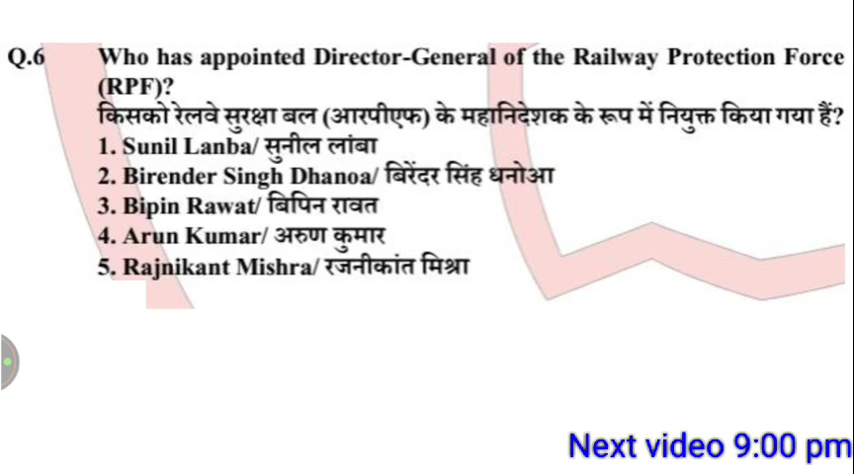 Q.6 Who has appointed Director-General of the Railway Protection Force
(RPF)?
किसको रेलवे सुरक्षा बल (आरपीएफ) के महानिदेशक के रूप में नियुक्त किया गया हैं?
1. Sunil Lanba/ सुनील लांबा
2. Birender Singh Dhanoa/ बिरेंदर सिंह धनोआ
3. Bipin Rawat/ बिपिन रावत
4. Arun Kumar/ अरुण कुमार
5. Rajnikant Mishra/ रजनीकांत मिश्रा
Next video 9:00 pm